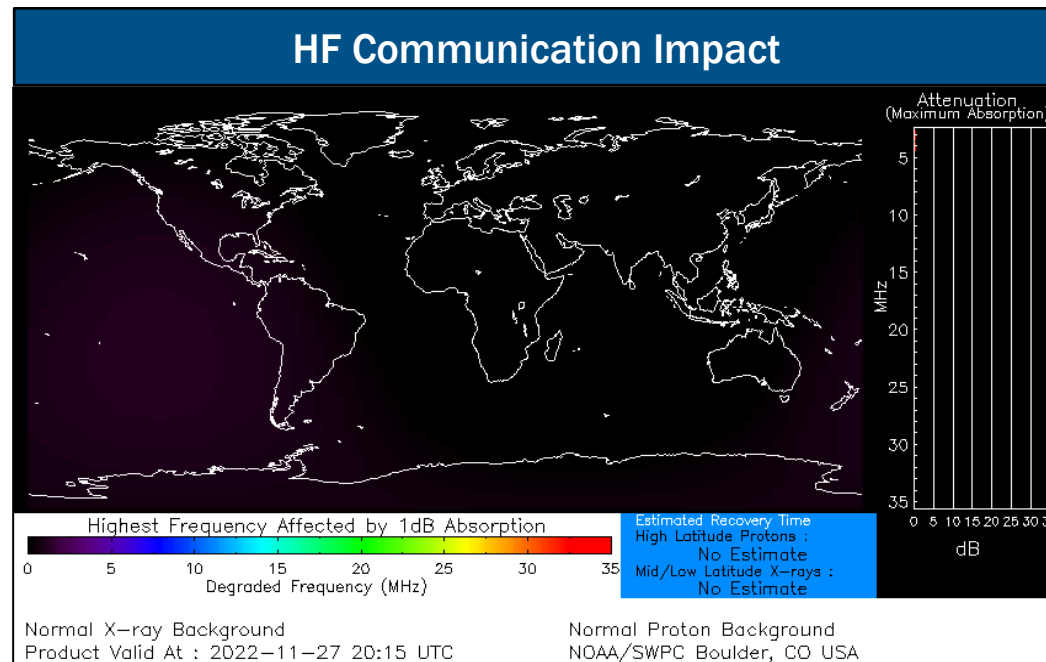 HF Communication Impact
Attenuation
(Maximum Absorption)
5
10
15
20
25
30
35
MHz
0 5 10 15 20 25 30
dB
Highest Frequency Affected by 1dB Absorption
0 5 10 15 20 25 30 35
Degraded Frequency (MHz)
Estimated Recovery Time
High Latitude Protons :
No Estimate
Mid/Low Latitude X-rays :
No Estimate
Normal X-ray Background
Product Valid At : 2022-11-27 20:15 UTC
Normal Proton Background
NOAA/SWPC Boulder, CO USA